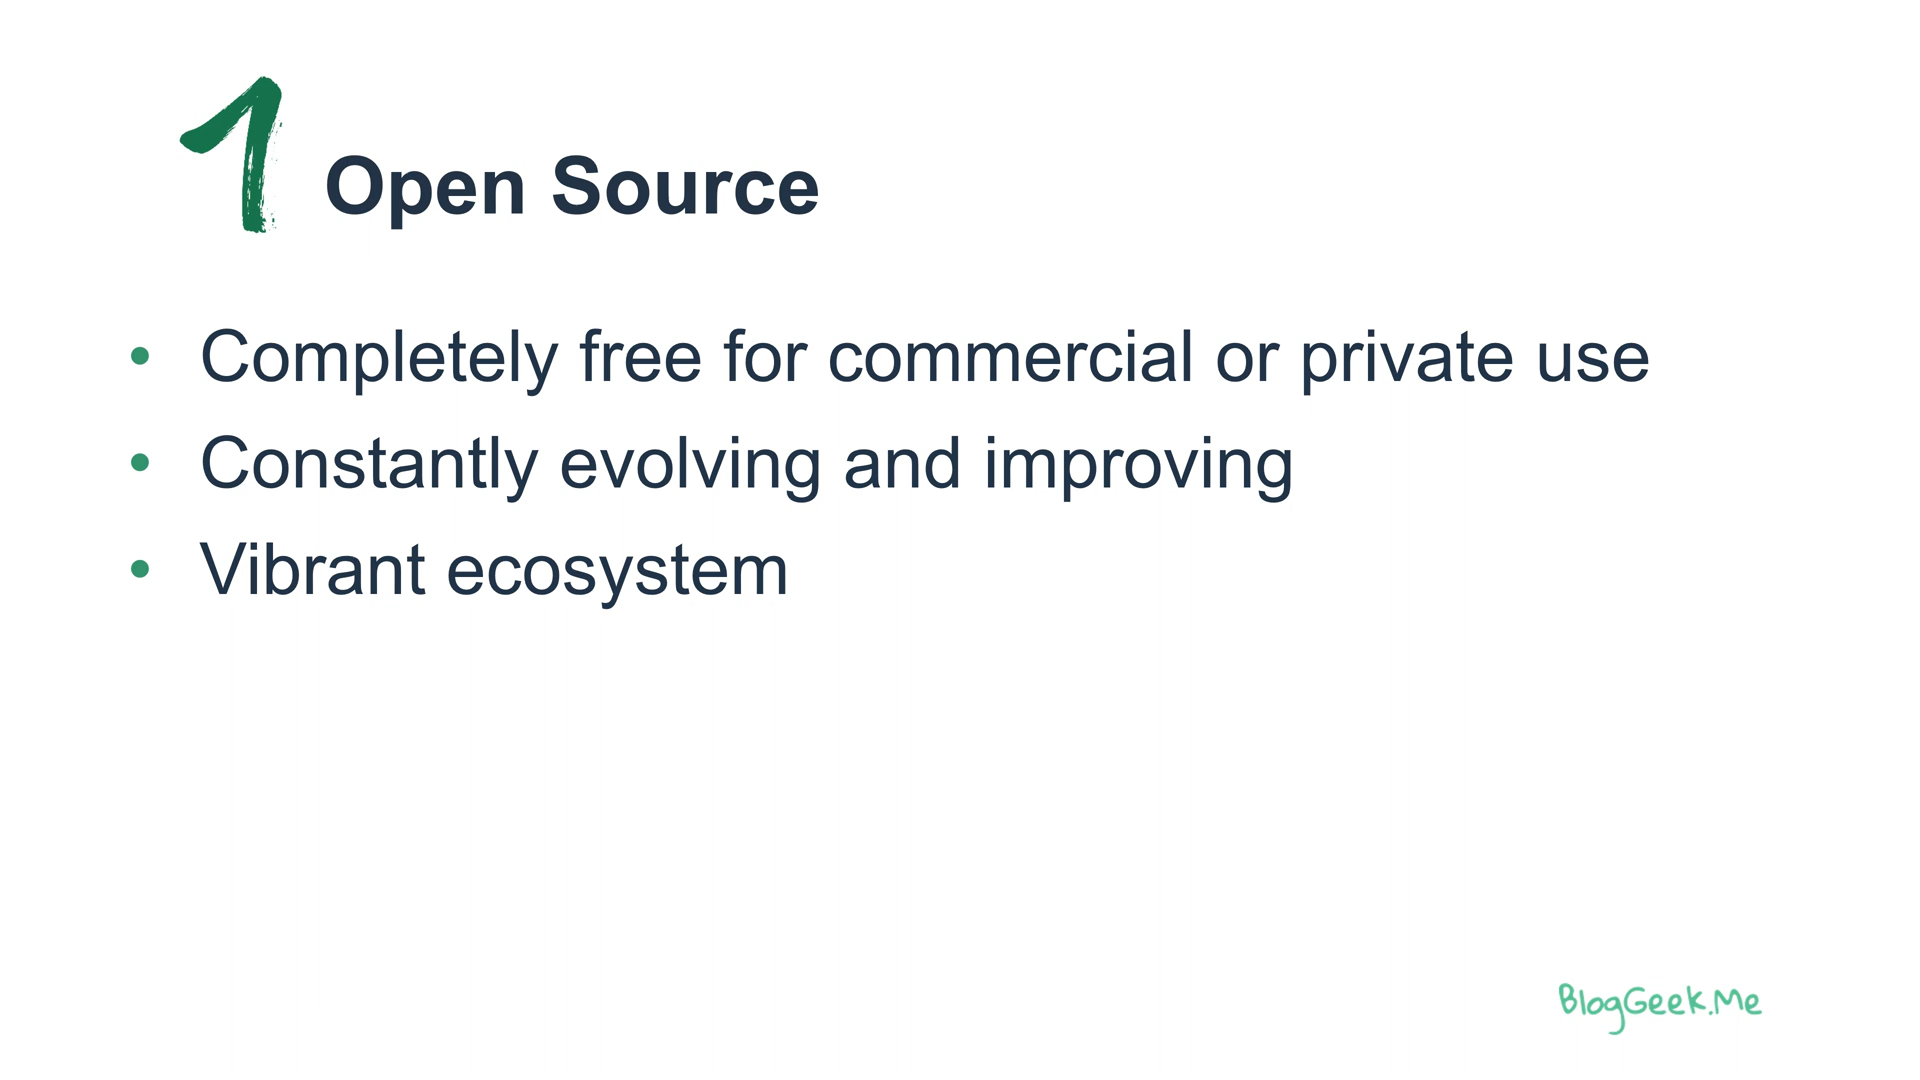 1 Open Source
• Completely free for commercial or private use
• Constantly evolving and improving
• Vibrant ecosystem
BlogGeek.Me